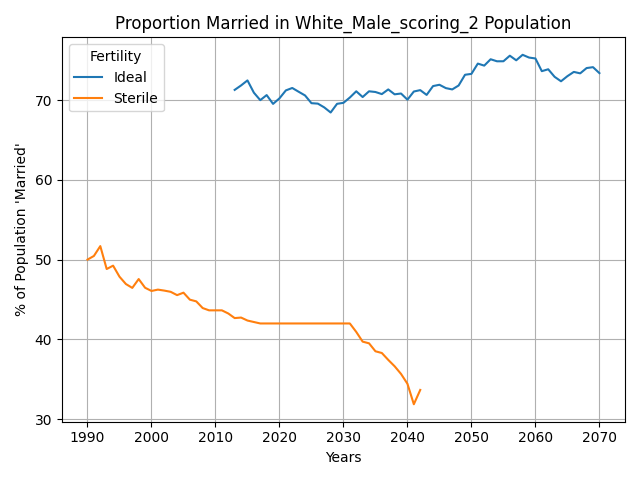 Proportion Married in White_Male_scoring_2 Population
Fertility
Ideal
Sterile
% of Population 'Married'
70
60
50
40
30
1990 2000 2010 2020 2030 2040 2050 2060 2070
Years